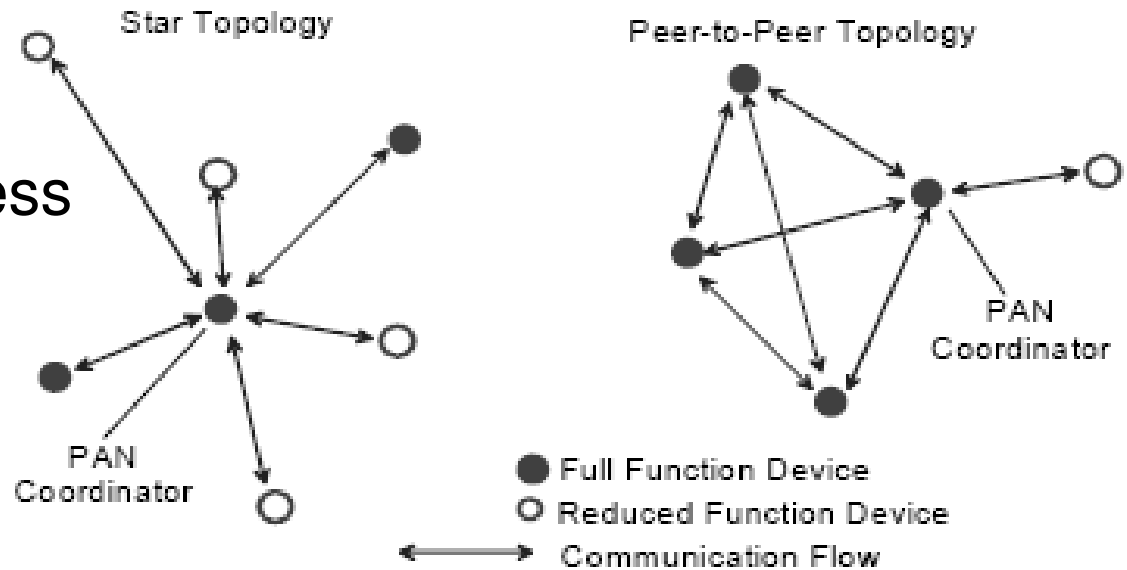 Star Topology
Peer-to-Peer Topology
ess
PAN
Coordinator
PAN
Coordinator
Full Function Device
Reduced Function Device
Communication Flow